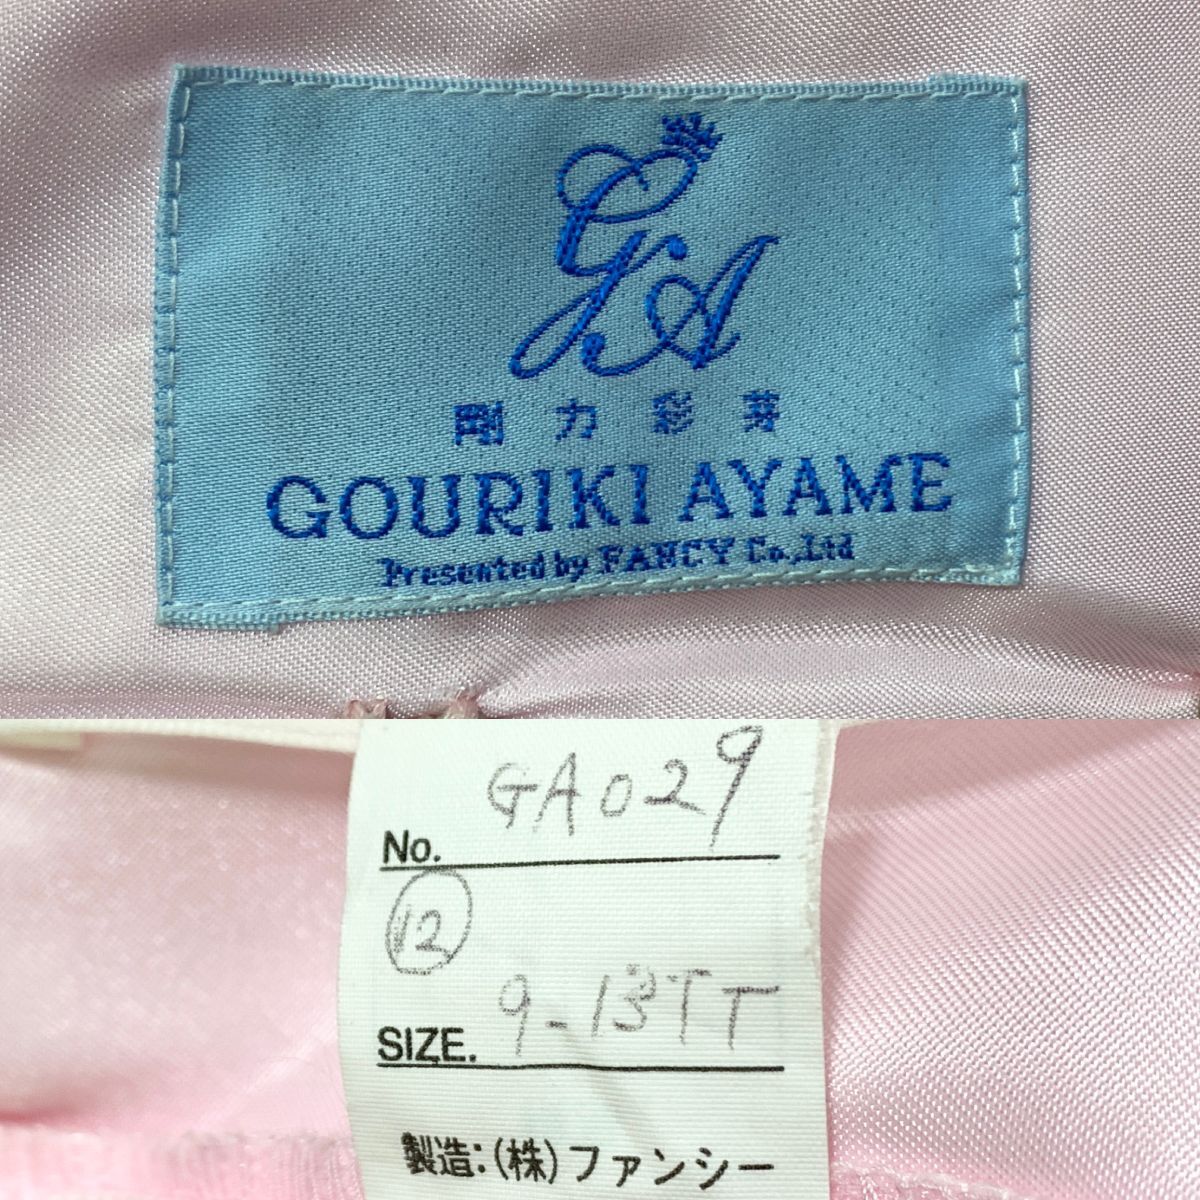 GA
剛力彩芽
GOURIKI AYAME
Presented by FANCY Co.,Ltd
No. GA029
12
SIZE. 9-13TT
製造:(株)ファンシー